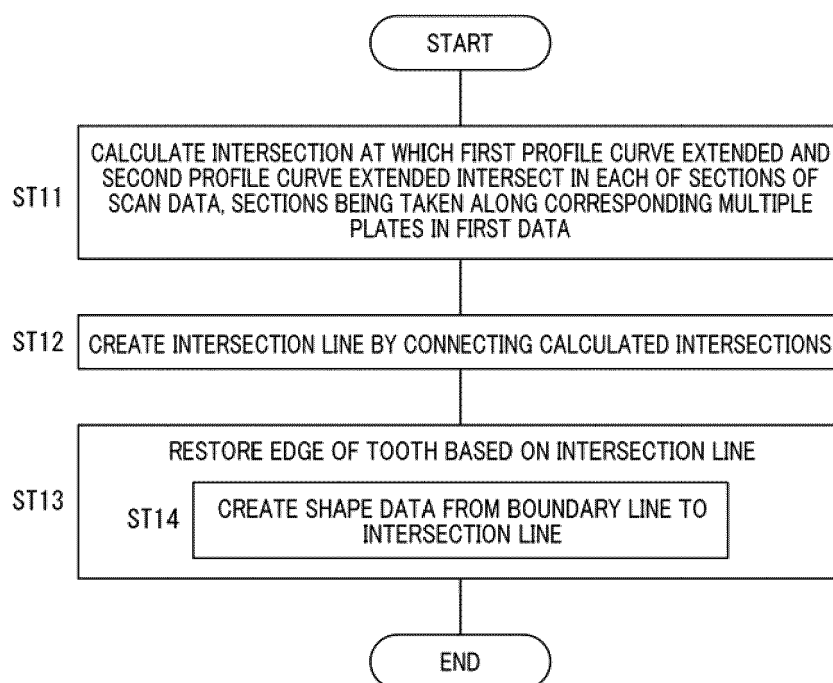 START
ST11
CALCULATE INTERSECTION AT WHICH FIRST PROFILE CURVE EXTENDED AND
SECOND PROFILE CURVE EXTENDED INTERSECT IN EACH OF SECTIONS OF
SCAN DATA, SECTIONS BEING TAKEN ALONG CORRESPONDING MULTIPLE
PLATES IN FIRST DATA
ST12
CREATE INTERSECTION LINE BY CONNECTING CALCULATED INTERSECTIONS
ST13
RESTORE EDGE OF TOOTH BASED ON INTERSECTION LINE
ST14
CREATE SHAPE DATA FROM BOUNDARY LINE TO
INTERSECTION LINE
END